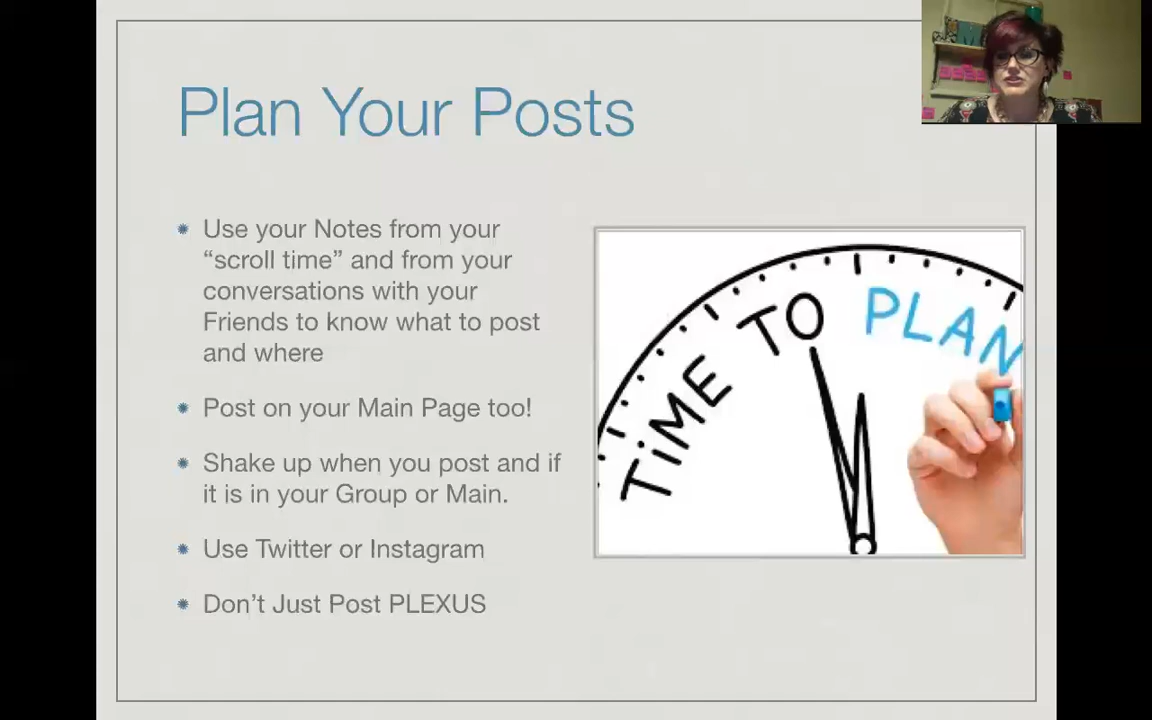 Plan Your Posts
Use your Notes from your
“scroll time” and from your
conversations with your
Friends to know what to post
and where
Post on your Main Page too!
Shake up when you post and if
it is in your Group or Main.
Use Twitter or Instagram
Don’t Just Post PLEXUS
TiME TO PLAN